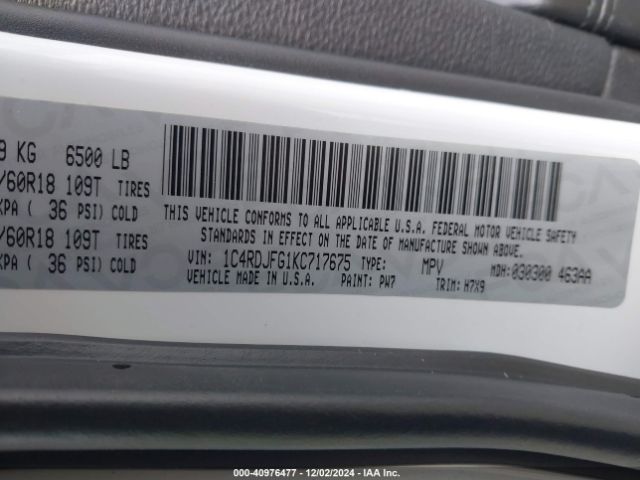 9 KG 6500 LB
/60R18 109T TIRES
KPA ( 36 PSI) COLD
/60R18 109T TIRES
KPA ( 36 PSI) COLD
THIS VEHICLE CONFORMS TO ALL APPLICABLE U.S.A. FEDERAL MOTOR VEHICLE SAFETY
STANDARDS IN EFFECT ON THE DATE OF MANUFACTURE SHOWN ABOVE.
VIN: 1C4RDJFG1KC717675 TYPE: MPV MDH: 030300 463AA
VEHICLE MADE IN U.S.A. PAINT: PW7 TRIM: H7X9
000-40976477 - 12/02/2024 - IAA Inc.